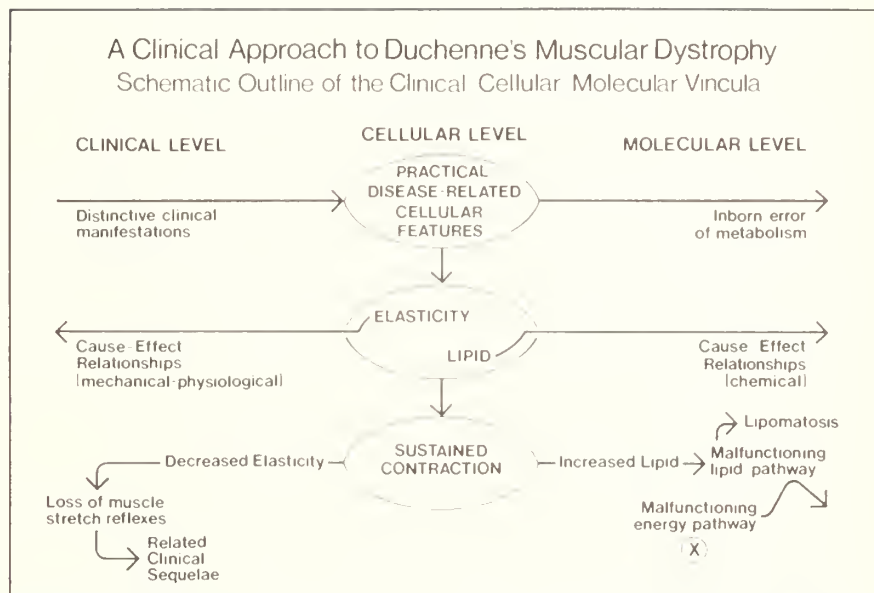 A Clinical Approach to Duchenne's Muscular Dystrophy
Schematic Outline of the Clinical Cellular Molecular Vincula
CLINICAL LEVEL
CELLULAR LEVEL
MOLECULAR LEVEL
PRACTICAL
DISEASE-RELATED
CELLULAR
FEATURES
Distinctive clinical
manifestations
Inborn error
of metabolism
ELASTICITY
LIPID
Cause-Effect
Relationships
[mechanical-physiological]
Cause Effect
Relationships
[chemical]
SUSTAINED
CONTRACTION
Decreased Elasticity
Increased Lipid
Lipomatosis
Malfunctioning
lipid pathway
Loss of muscle
stretch reflexes
Related
Clinical
Sequelae
Malfunctioning
energy pathway
X